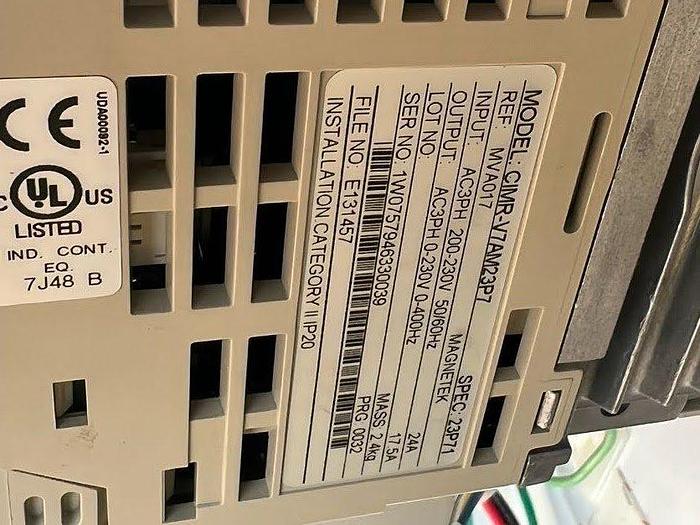 MODEL: CIMR-V7AM23P7 SPEC: 23P71
REF: MVA017 MAGNETEK
INPUT: AC3PH 200-230V 50/60Hz 24A
OUTPUT: AC3PH 0-230V 0-400Hz 17.5A
LOT NO: MASS: 2.4kg
SER NO: 1W0757946330039 PRG: 0032
FILE NO: E131457
INSTALLATION CATEGORY II IP20
UDA00092-1
CE
C UL US
LISTED
IND. CONT.
EQ.
7J48 B